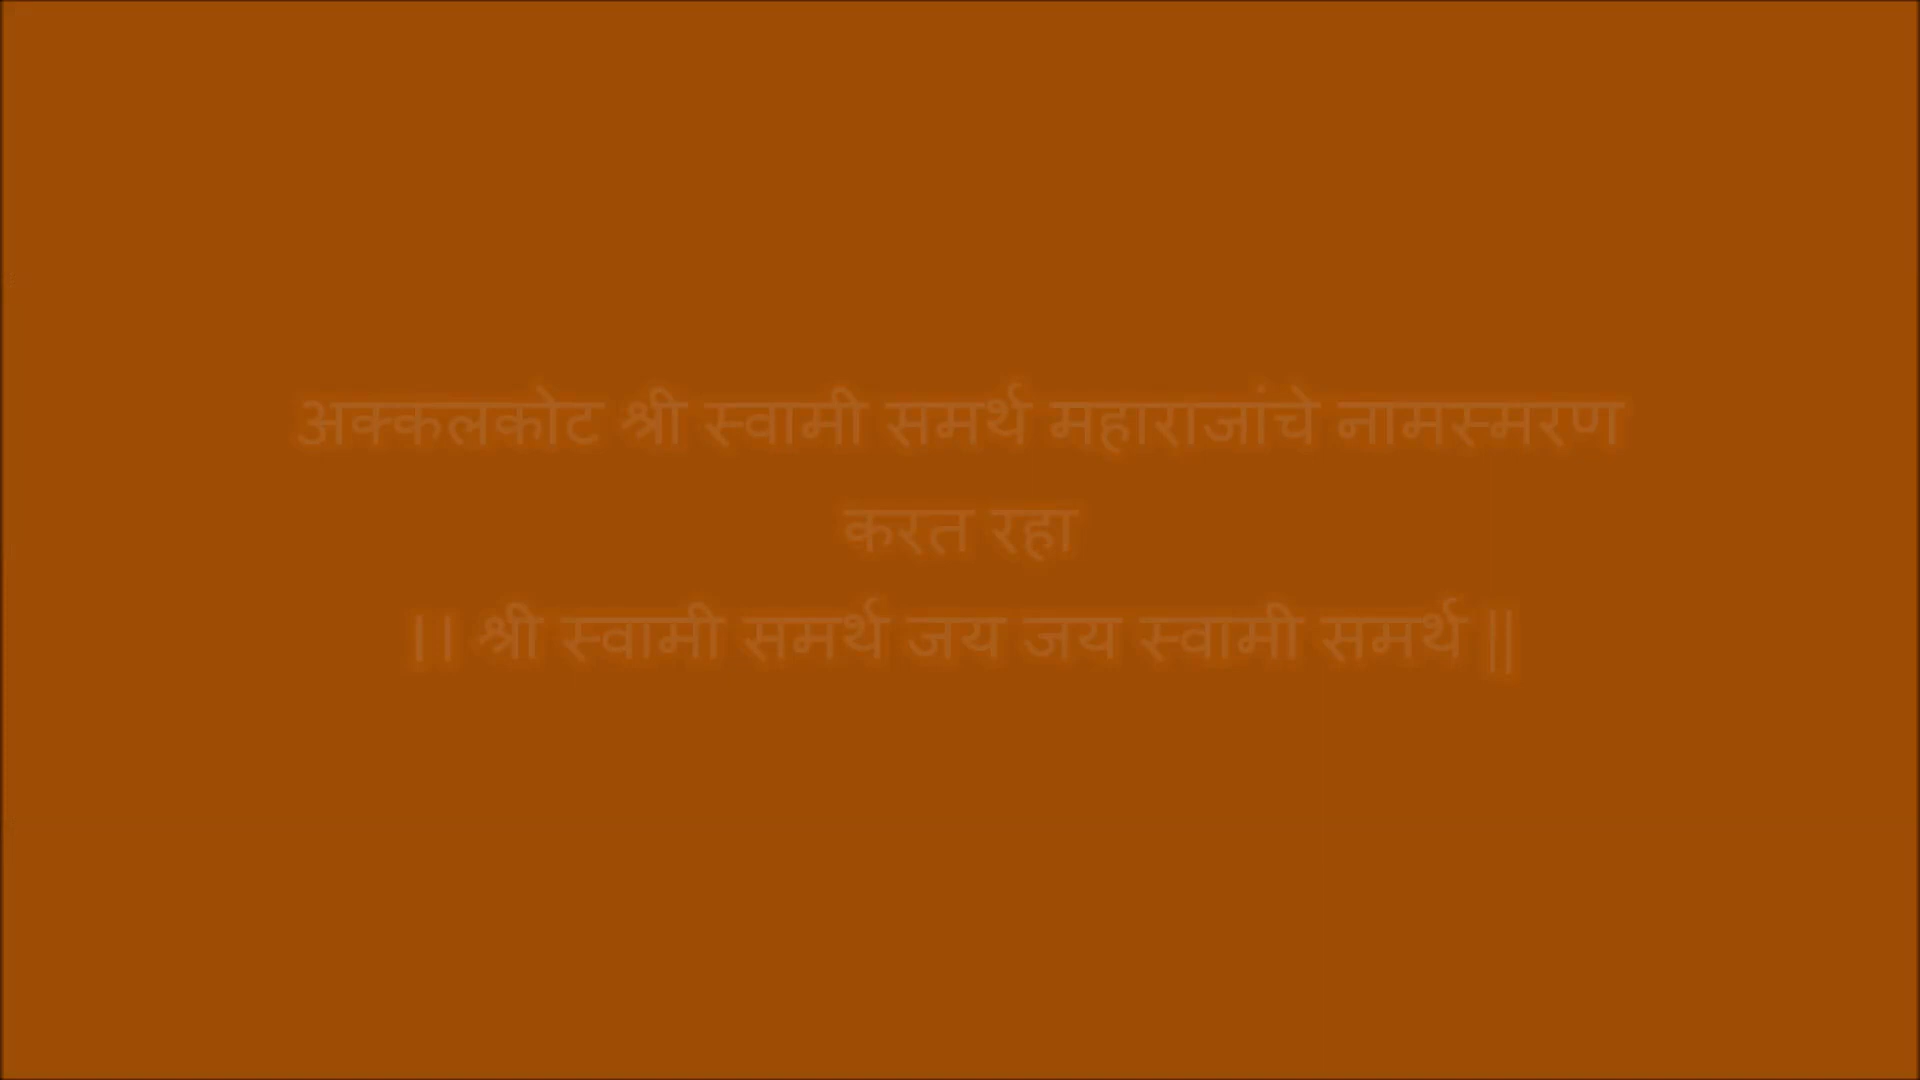 अक्कलकोट श्री स्वामी समर्थ महाराजांचे नामस्मरण
करत रहा
|| श्री स्वामी समर्थ जय जय स्वामी समर्थ ||